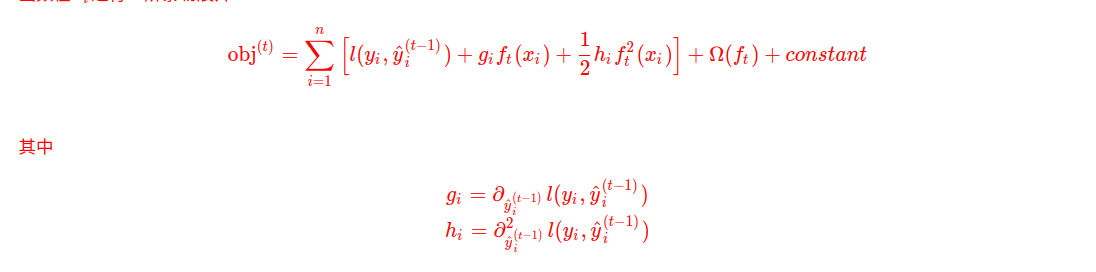 obj^{(t)} = \sum_{i=1}^{n} \left[ l(y_i, \hat{y}_i^{(t-1)}) + g_i f_t(x_i) + \frac{1}{2} h_i f_t^2(x_i) \right] + \Omega(f_t) + constant
其中
g_i = \partial_{\hat{y}_i^{(t-1)}} l(y_i, \hat{y}_i^{(t-1)})
h_i = \partial^2_{\hat{y}_i^{(t-1)}} l(y_i, \hat{y}_i^{(t-1)})